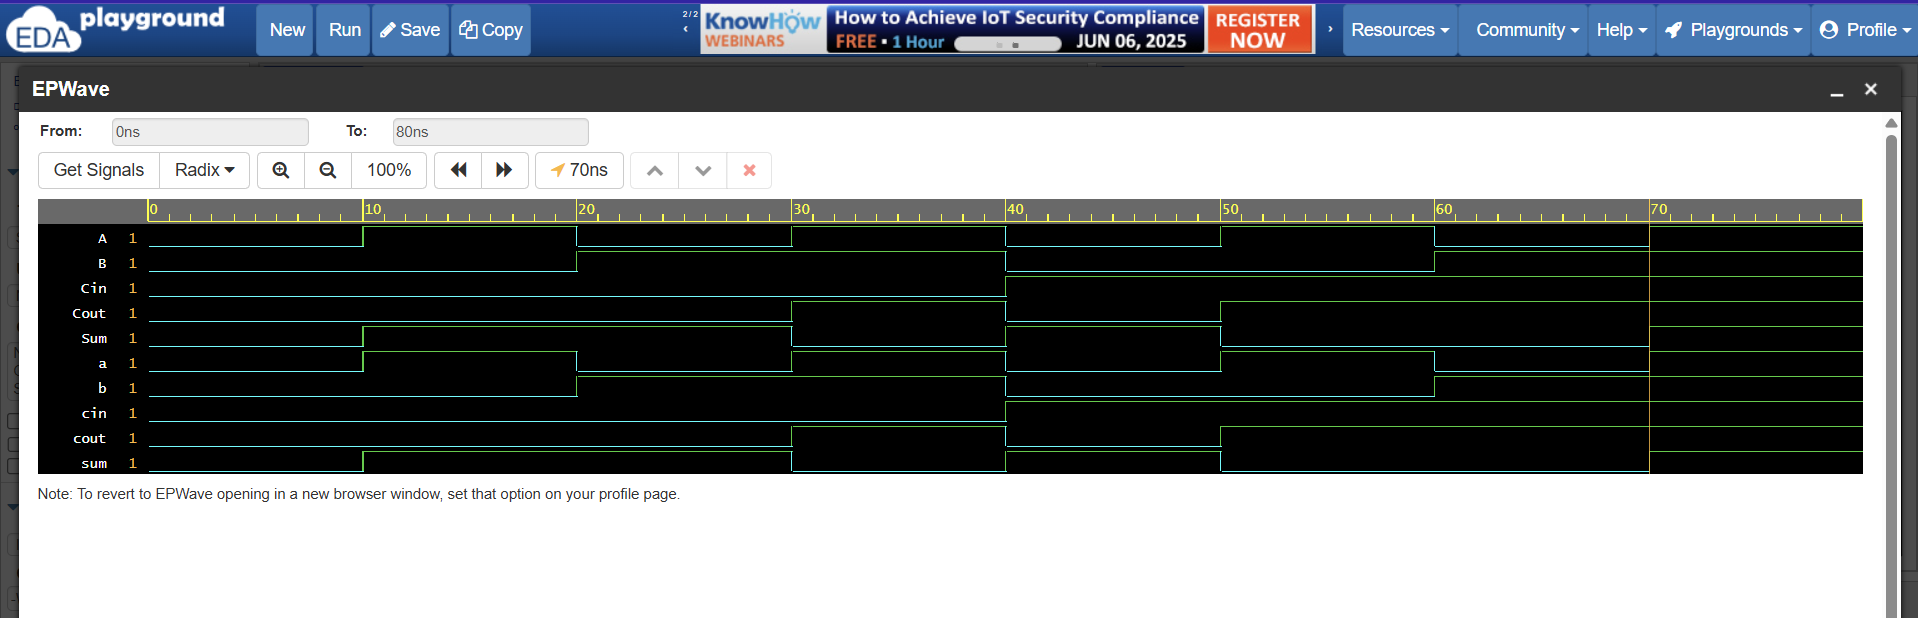 EDA playground
New
Run
Save
Copy
2/2
KnowHow
WEBINARS
How to Achieve IoT Security Compliance
FREE ▪ 1 Hour
JUN 06, 2025
REGISTER
NOW
Resources
Community
Help
Playgrounds
Profile
EPWave
From: 0ns To: 80ns
Get Signals Radix 100% 70ns
0 10 20 30 40 50 60 70
A 1
B 1
Cin 1
Cout 1
Sum 1
a 1
b 1
cin 1
cout 1
sum 1
Note: To revert to EPWave opening in a new browser window, set that option on your profile page.